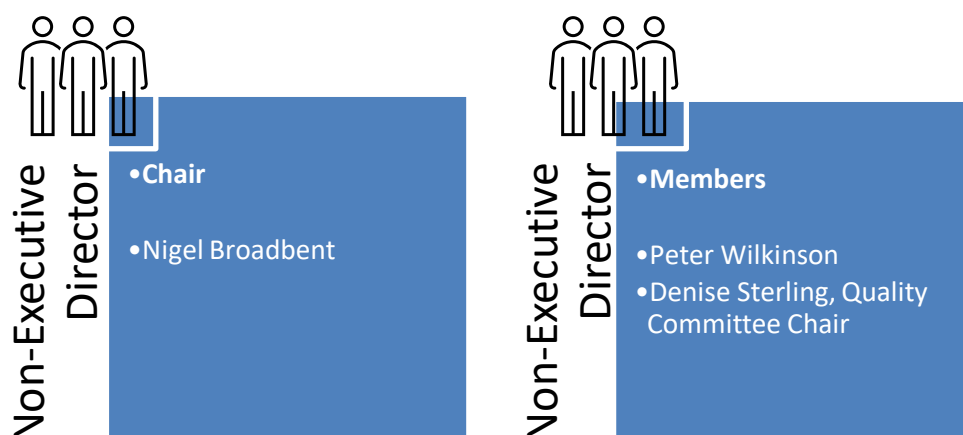 Non-Executive
Director
•Chair
•Nigel Broadbent
Non-Executive
Director
•Members
•Peter Wilkinson
•Denise Sterling, Quality
Committee Chair